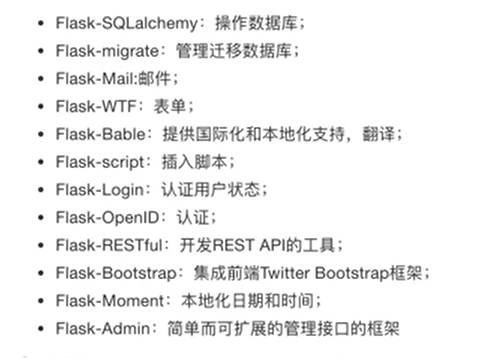 • Flask-SQLalchemy：操作数据库；
• Flask-migrate：管理迁移数据库；
• Flask-Mail:邮件；
• Flask-WTF：表单；
• Flask-Bable：提供国际化和本地化支持，翻译；
• Flask-script：插入脚本；
• Flask-Login：认证用户状态；
• Flask-OpenID：认证；
• Flask-RESTful：开发REST API的工具；
• Flask-Bootstrap：集成前端Twitter Bootstrap框架；
• Flask-Moment：本地化日期和时间；
• Flask-Admin：简单而可扩展的管理接口的框架